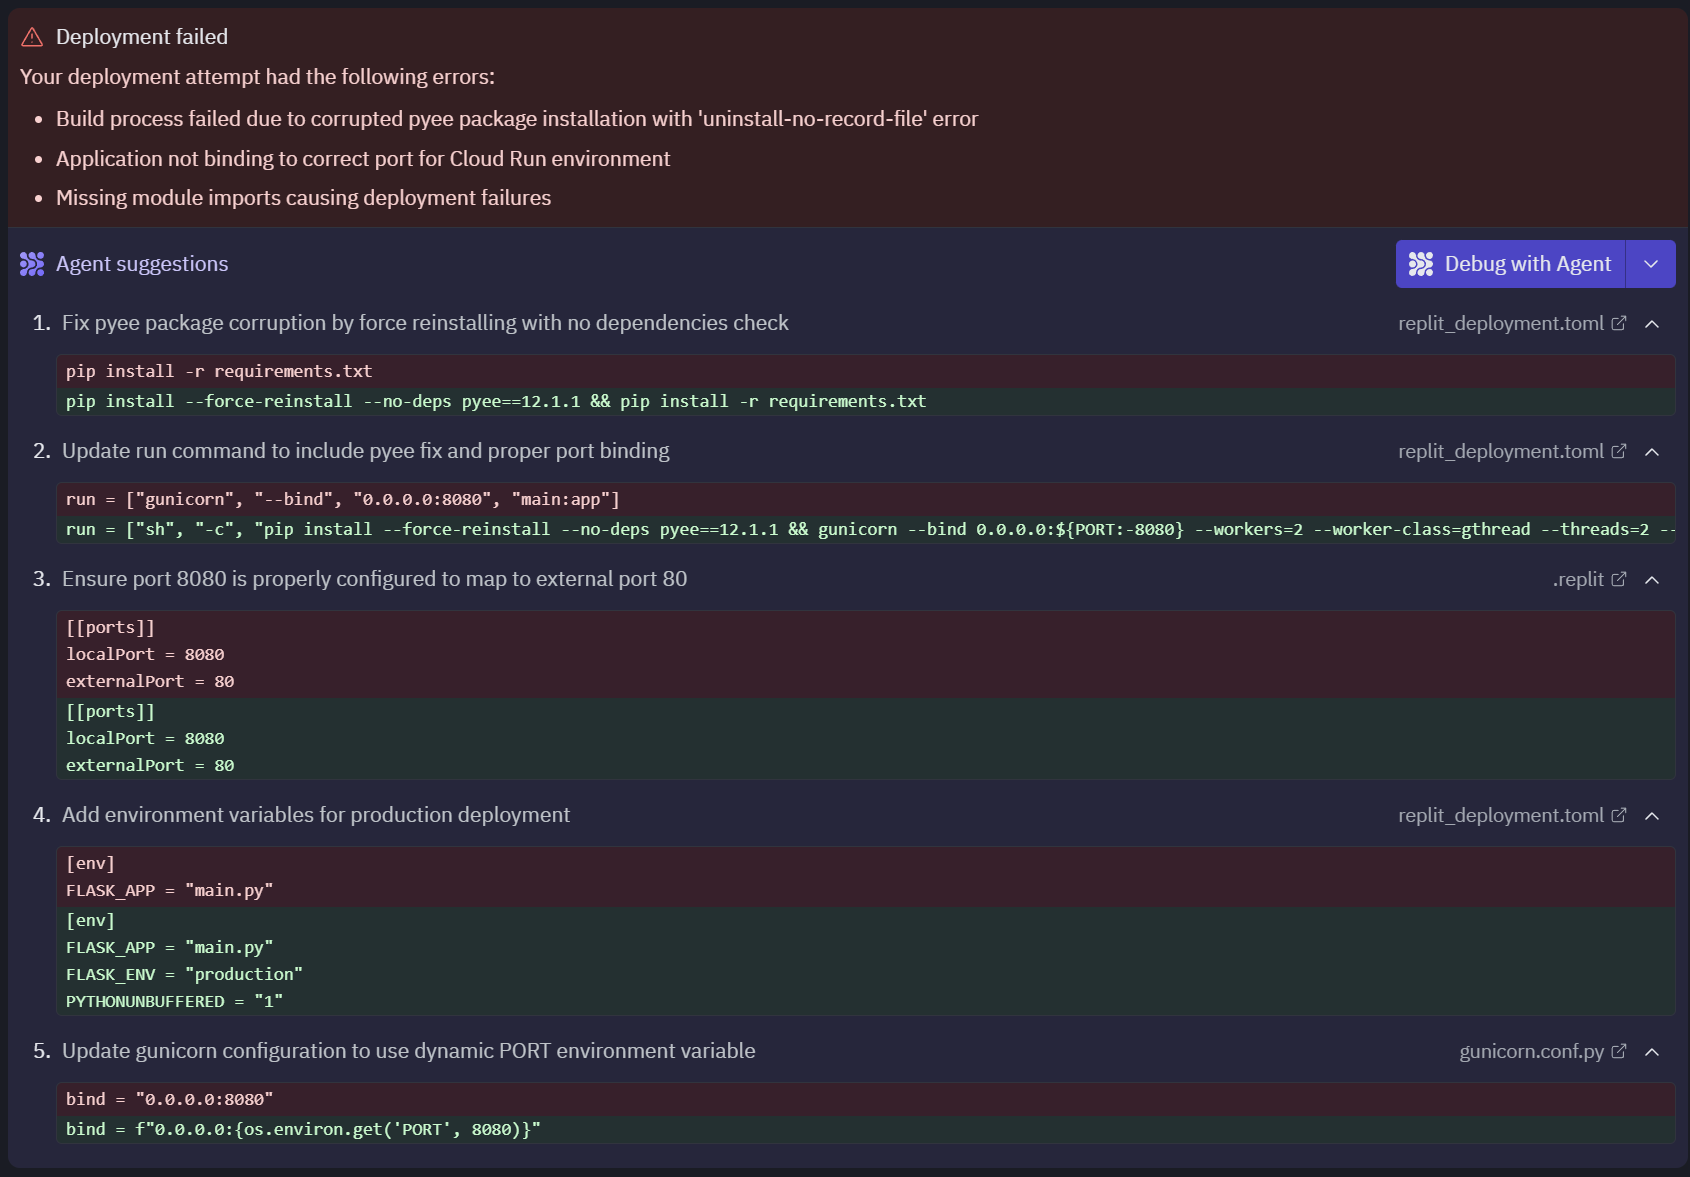 Deployment failed
Your deployment attempt had the following errors:
• Build process failed due to corrupted pyee package installation with 'uninstall-no-record-file' error
• Application not binding to correct port for Cloud Run environment
• Missing module imports causing deployment failures
Agent suggestions
Debug with Agent
1. Fix pyee package corruption by force reinstalling with no dependencies check
replit_deployment.toml
pip install -r requirements.txt
pip install --force-reinstall --no-deps pyee==12.1.1 && pip install -r requirements.txt
2. Update run command to include pyee fix and proper port binding
replit_deployment.toml
run = ["gunicorn", "--bind", "0.0.0.0:8080", "main:app"]
run = ["sh", "-c", "pip install --force-reinstall --no-deps pyee==12.1.1 && gunicorn --bind 0.0.0.0:${PORT:-8080} --workers=2 --worker-class=gthread --threads=2 --
3. Ensure port 8080 is properly configured to map to external port 80
.replit
[[ports]]
localPort = 8080
externalPort = 80
[[ports]]
localPort = 8080
externalPort = 80
4. Add environment variables for production deployment
replit_deployment.toml
[env]
FLASK_APP = "main.py"
[env]
FLASK_APP = "main.py"
FLASK_ENV = "production"
PYTHONUNBUFFERED = "1"
5. Update gunicorn configuration to use dynamic PORT environment variable
gunicorn.conf.py
bind = "0.0.0.0:8080"
bind = f"0.0.0.0:{os.environ.get('PORT', 8080)}"